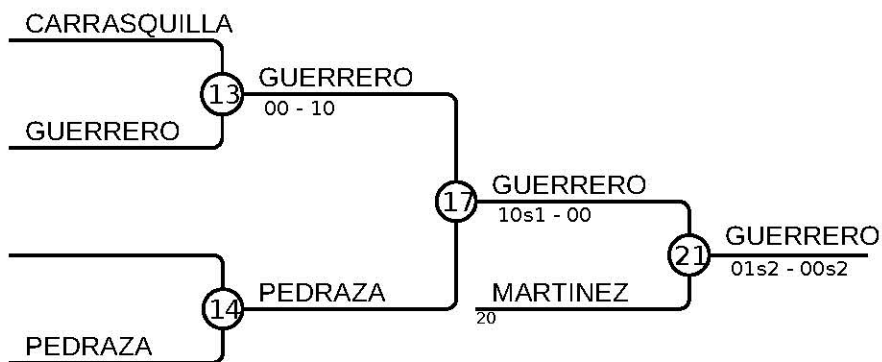 CARRASQUILLA
13
GUERRERO
00 - 10
GUERRERO
17
GUERRERO
10s1 - 00
21
GUERRERO
01s2 - 00s2
14
PEDRAZA
MARTINEZ
20
PEDRAZA